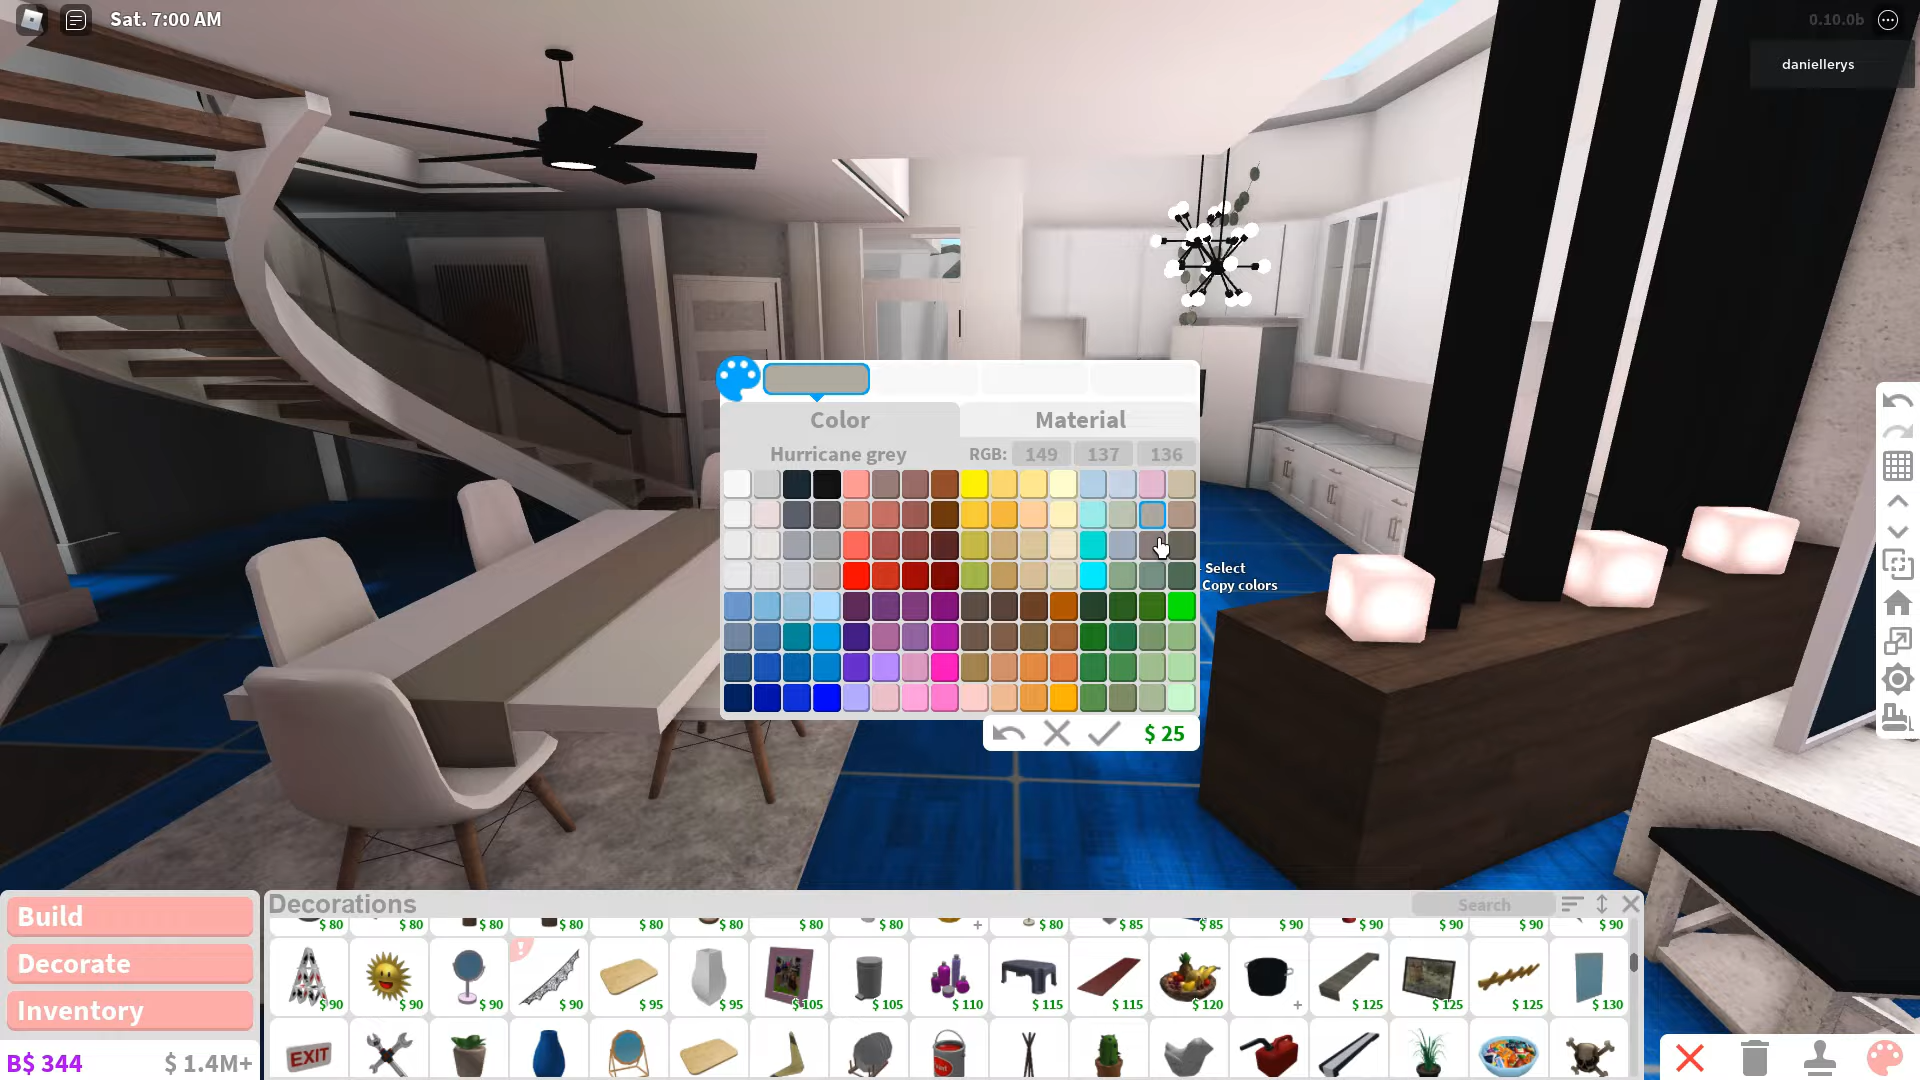 Sat. 7:00 AM
0.10.0b
daniellerys
Color
Material
Hurricane grey
RGB: 149 137 136
Select
Copy colors
$ 25
Build
Decorate
Inventory
B$ 344
$ 1.4M+
Decorations
Search
$ 80 $ 80 $ 80 $ 80 $ 80 $ 80 $ 80 $ 80 + $ 80 $ 85 $ 85 $ 90 $ 90 $ 90 $ 90 $ 90
$ 90 $ 90 $ 90 ! $ 90 $ 95 $ 95 $ 105 $ 105 $ 110 $ 115 $ 115 $ 120 + $ 125 $ 125 $ 125 $ 130
EXIT